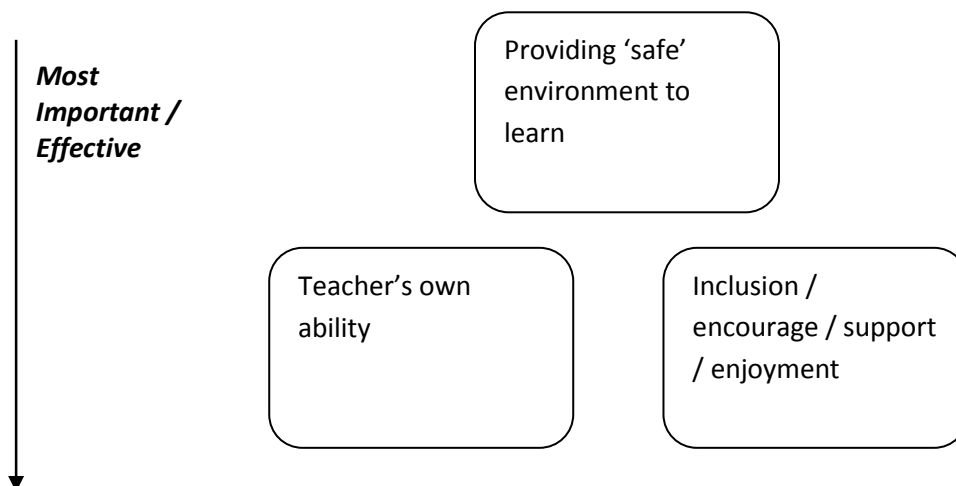 Most
Important /
Effective
Providing ‘safe’
environment to
learn
Teacher’s own
ability
Inclusion /
encourage / support
/ enjoyment